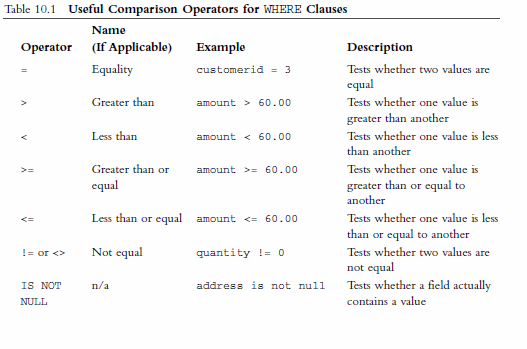 Table 10.1 Useful Comparison Operators for WHERE Clauses
Name
Operator (If Applicable) Example Description
= Equality customerid = 3 Tests whether two values are
equal
> Greater than amount > 60.00 Tests whether one value is
greater than another
< Less than amount < 60.00 Tests whether one value is less
than another
>= Greater than or amount >= 60.00 Tests whether one value is
equal greater than or equal to
another
<= Less than or equal amount <= 60.00 Tests whether one value is less
than or equal to another
!= or <> Not equal quantity != 0 Tests whether two values are
not equal
IS NOT n/a address is not null Tests whether a field actually
NULL contains a value